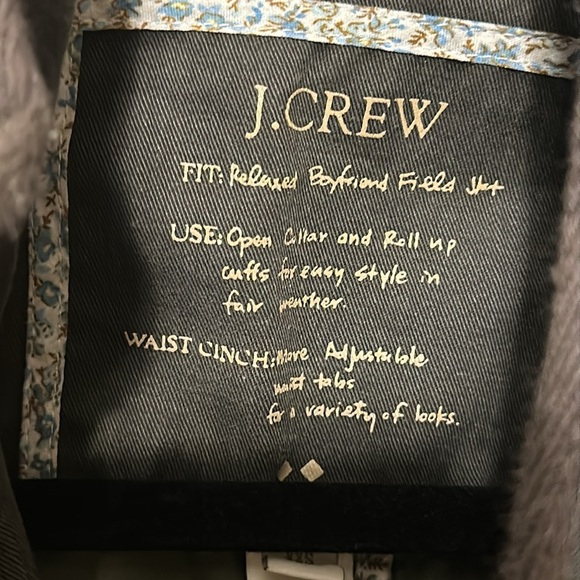 J.CREW
FIT: Relaxed Boyfriend Field Jkt
USE: Open Collar and Roll up
cuffs for easy style in
fair weather.
WAIST CINCH: Move Adjustable
waist tabs
for a variety of looks.